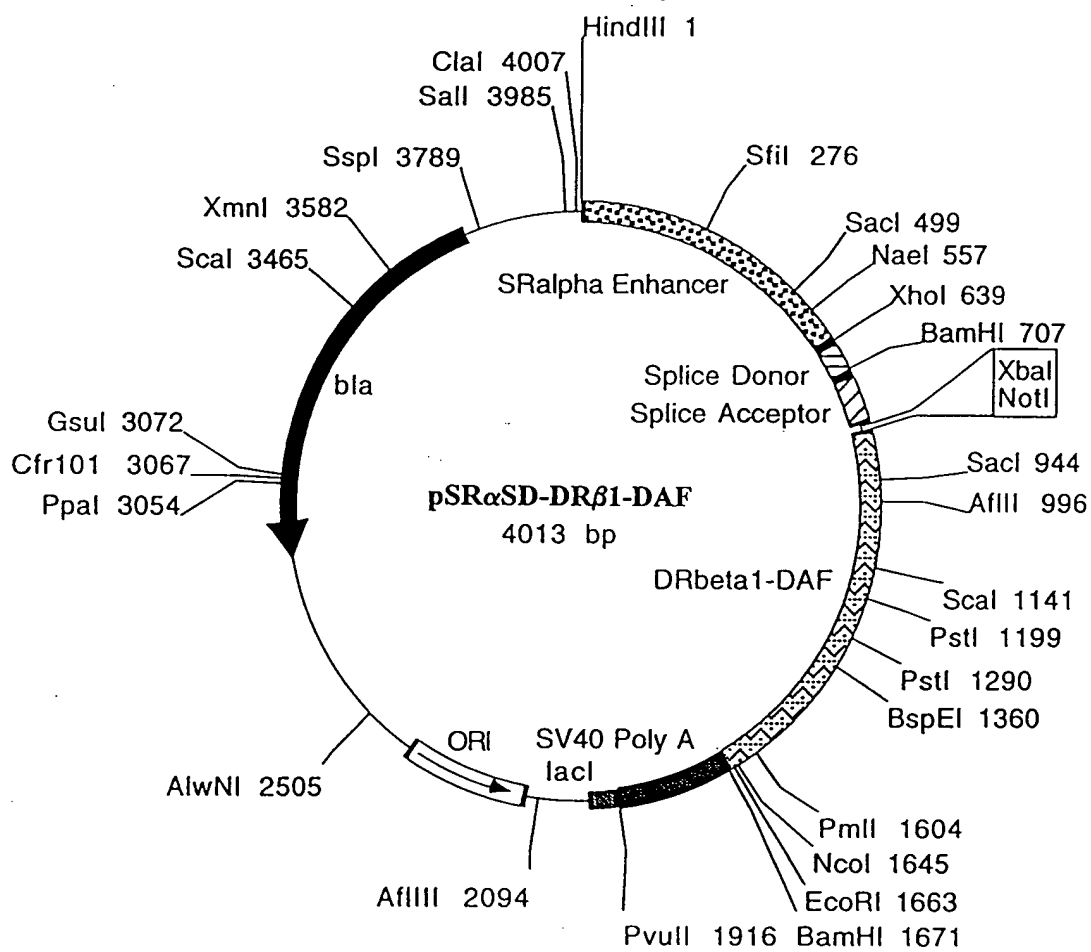 HindIII 1
ClaI 4007
SalI 3985
SspI 3789
SfiI 276
XmnI 3582
SacI 499
ScaI 3465
NaeI 557
SRalpha Enhancer
XhoI 639
BamHI 707
bla
Splice Donor
XbaI
Splice Acceptor
NotI
GsuI 3072
Cfr101 3067
SacI 944
PpaI 3054
pSRαSD-DRβ1-DAF
AflII 996
4013 bp
DRbeta1-DAF
ScaI 1141
PstI 1199
PstI 1290
BspEI 1360
ORI
SV40 Poly A
lacI
AlwNI 2505
PmlI 1604
NcoI 1645
AflIII 2094
EcoRI 1663
PvuII 1916
BamHI 1671